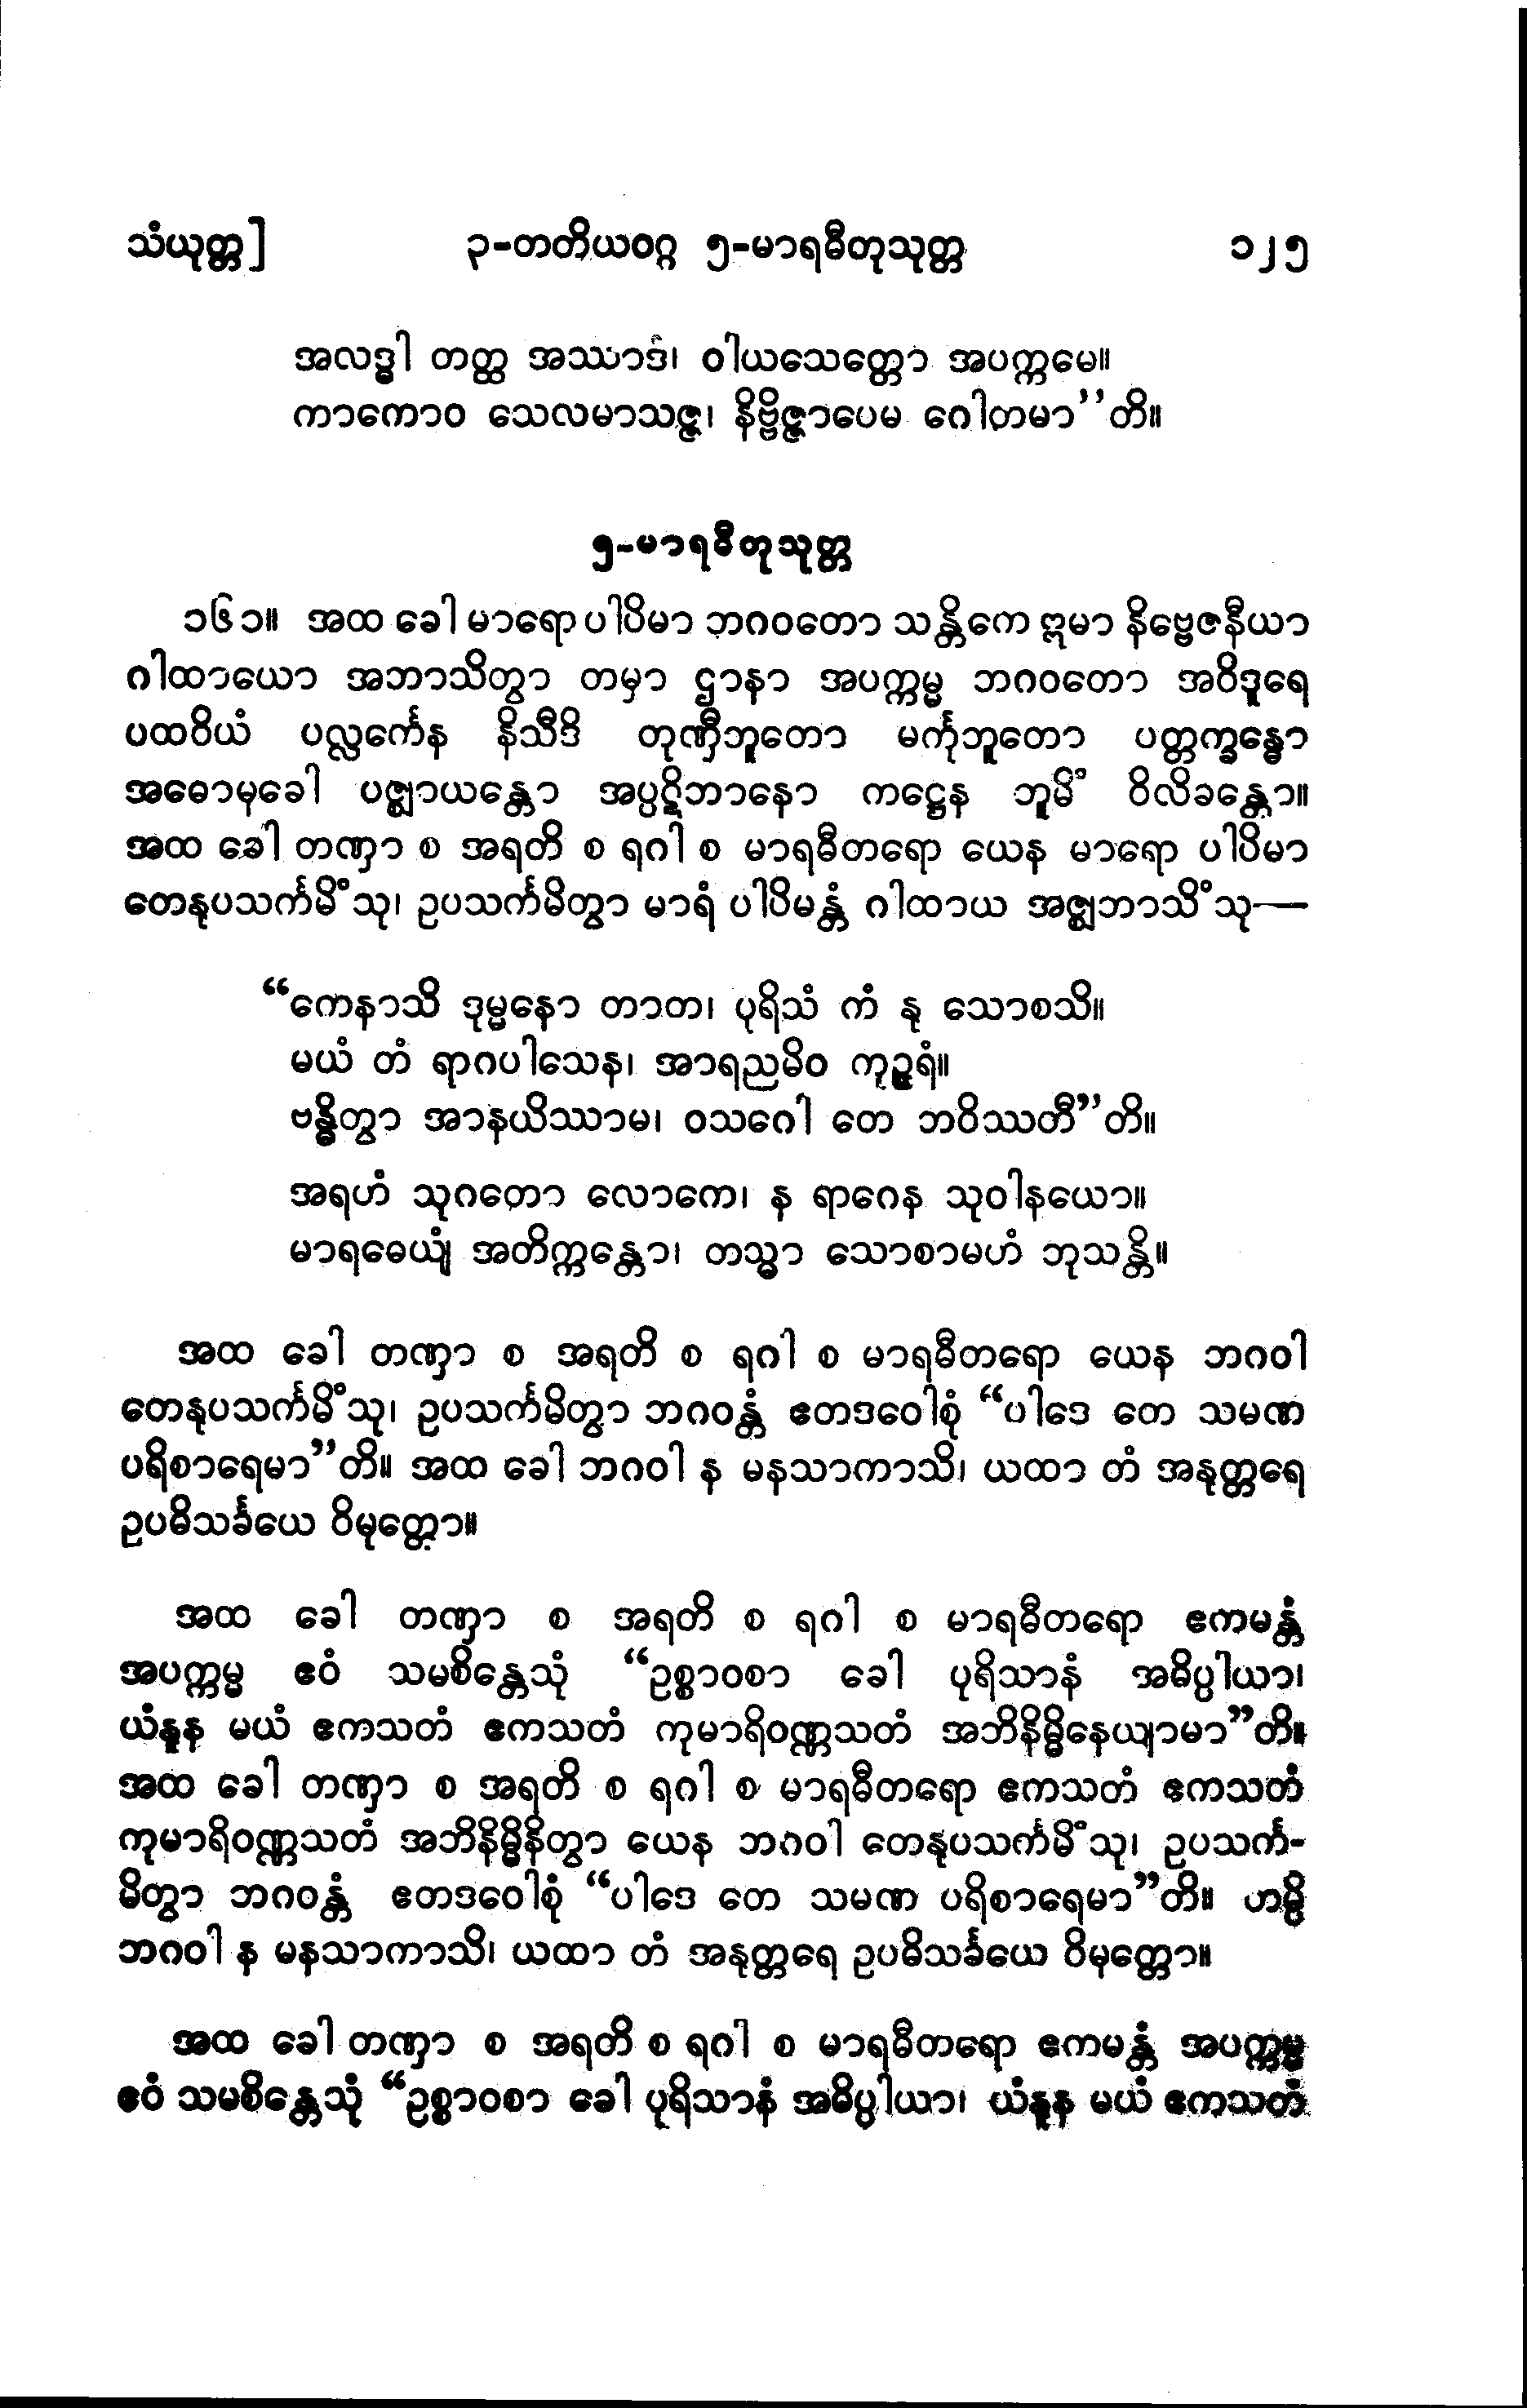 သံယုတ္တ] ၃-တတိယဝဂ္ဂ ၅-မာရဓီတုသုတ္တ ၁၂၅
အလဒ္ဓါ တတ္ထ အဿာဒံ၊ ဝါယသေတ္တော အပက္ကမေ။
ကာကောဝ သေလမာသဇ္ဇ၊ နိဗ္ဗိဇ္ဇာပေမ ဂေါတမာ’’တိ။
၅-မာရဓီတုသုတ္တ
၁၆၁။ အထ ခေါ မာရော ပါပိမာ ဘဂဝတော သန္တိကေ ဣမာ နိဗ္ဗေဇနီယာ
ဂါထာယော အဘာသိတွာ တမှာ ဌာနာ အပက္ကမ္မ ဘဂဝတော အဝိဒူရေ
ပထဝိယံ ပလ္လင်္ကေန နိသီဒိ တုဏှီဘူတော မင်္ကုဘူတော ပတ္တက္ခန္ဓော
အဓောမုခေါ ပဇ္ဈာယန္တော အပ္ပဋိဘာနော ကဋ္ဌေန ဘူမိံ ဝိလိခန္တော။
အထ ခေါ တဏှာ စ အရတိ စ ရဂါ စ မာရဓီတရော ယေန မာရော ပါပိမာ
တေနုပသင်္ကမိံသု၊ ဥပသင်္ကမိတွာ မာရံ ပါပိမန္တံ ဂါထာယ အဇ္ဈဘာသိံသု—
“ကေနာသိ ဒုမ္မနော တာတ၊ ပုရိသံ ကံ နု သောစသိ။
မယံ တံ ရာဂပါသေန၊ အာရညမိဝ ကုဉ္ဇရံ။
ဗန္ဓိတွာ အာနယိဿာမ၊ ဝသဂေါ တေ ဘဝိဿတီ”တိ။
အရဟံ သုဂတော လောကေ၊ န ရာဂေန သုဝါနယော။
မာရဓေယျံ အတိက္ကန္တော၊ တသ္မာ သောစာမဟံ ဘုသန္တိ။
အထ ခေါ တဏှာ စ အရတိ စ ရဂါ စ မာရဓီတရော ယေန ဘဂဝါ
တေနုပသင်္ကမိံသု၊ ဥပသင်္ကမိတွာ ဘဂဝန္တံ ဧတဒဝေါစုံ “ပါဒေ တေ သမဏ
ပရိစာရေမာ”တိ။ အထ ခေါ ဘဂဝါ န မနသာကာသိ၊ ယထာ တံ အနုတ္တရေ
ဥပဓိသင်္ခယေ ဝိမုတ္တော။
အထ ခေါ တဏှာ စ အရတိ စ ရဂါ စ မာရဓီတရော ဧကမန္တံ
အပက္ကမ္မ ဧဝံ သမစိန္တေသုံ “ဥစ္စာဝစာ ခေါ ပုရိသာနံ အဓိပ္ပါယာ၊
ယံနူန မယံ ဧကသတံ ဧကသတံ ကုမာရိဝဏ္ဏသတံ အဘိနိမ္မိနေယျာမာ”တိ။
အထ ခေါ တဏှာ စ အရတိ စ ရဂါ စ မာရဓီတရော ဧကသတံ ဧကသတံ
ကုမာရိဝဏ္ဏသတံ အဘိနိမ္မိနိတွာ ယေန ဘဂဝါ တေနုပသင်္ကမိံသု၊ ဥပသင်္က-
မိတွာ ဘဂဝန္တံ ဧတဒဝေါစုံ “ပါဒေ တေ သမဏ ပရိစာရေမာ”တိ။ တမ္ပိ
ဘဂဝါ န မနသာကာသိ၊ ယထာ တံ အနုတ္တရေ ဥပဓိသင်္ခယေ ဝိမုတ္တော။
အထ ခေါ တဏှာ စ အရတိ စ ရဂါ စ မာရဓီတရော ဧကမန္တံ အပက္ကမ္မ
ဧဝံ သမစိန္တေသုံ “ဥစ္စာဝစာ ခေါ ပုရိသာနံ အဓိပ္ပါယာ၊ ယံနူန မယံ ဧကသတံ